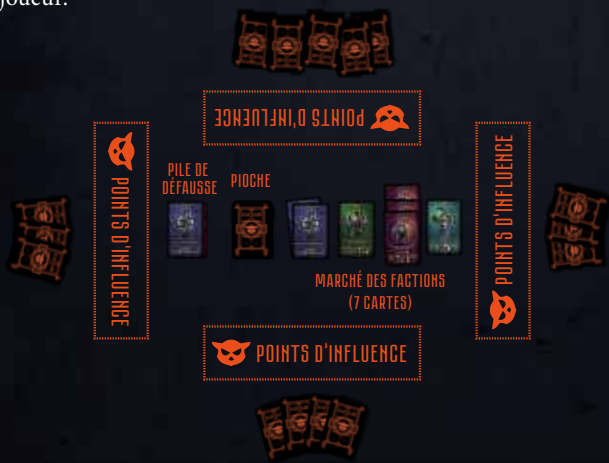 joueur.
POINTS D'INFLUENCE
POINTS D'INFLUENCE
PILE DE
DÉFAUSSE
PIOCHE
POINTS D'INFLUENCE
MARCHÉ DES FACTIONS
(7 CARTES)
POINTS D'INFLUENCE